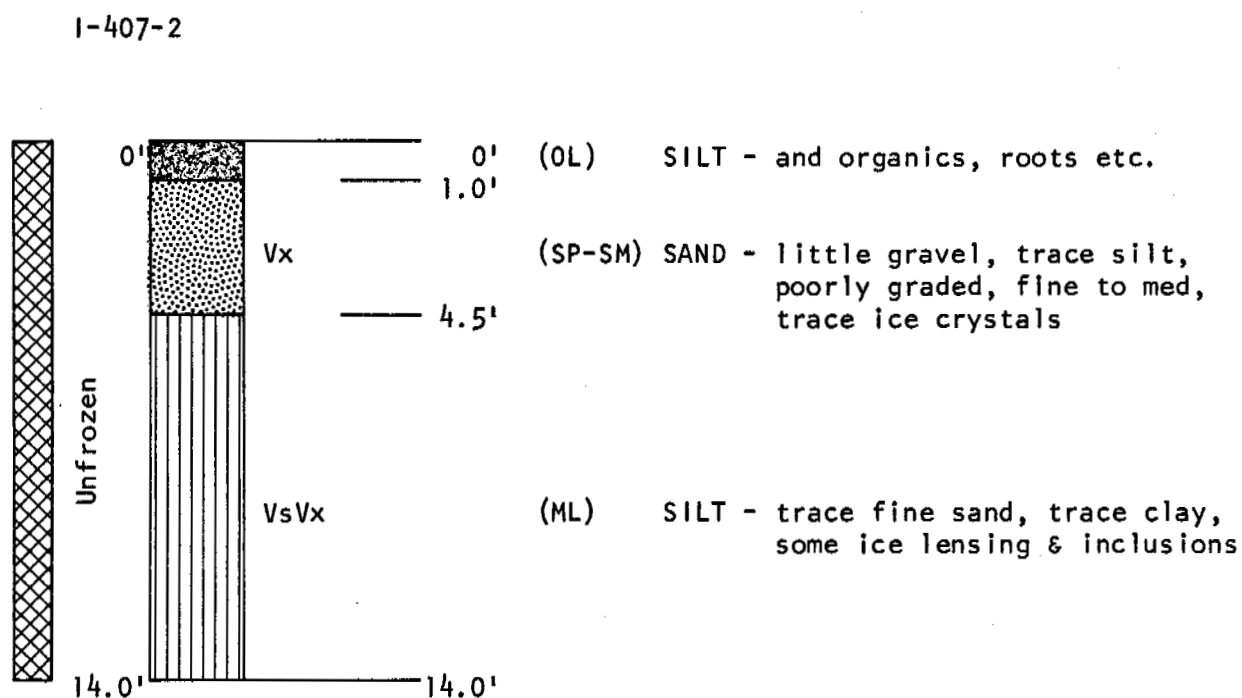 I-407-2
0' 0' (OL) SILT - and organics, roots etc.
1.0'
Vx (SP-SM) SAND - little gravel, trace silt,
poorly graded, fine to med,
trace ice crystals
4.5'
Unfrozen
VsVx (ML) SILT - trace fine sand, trace clay,
some ice lensing & inclusions
14.0' 14.0'